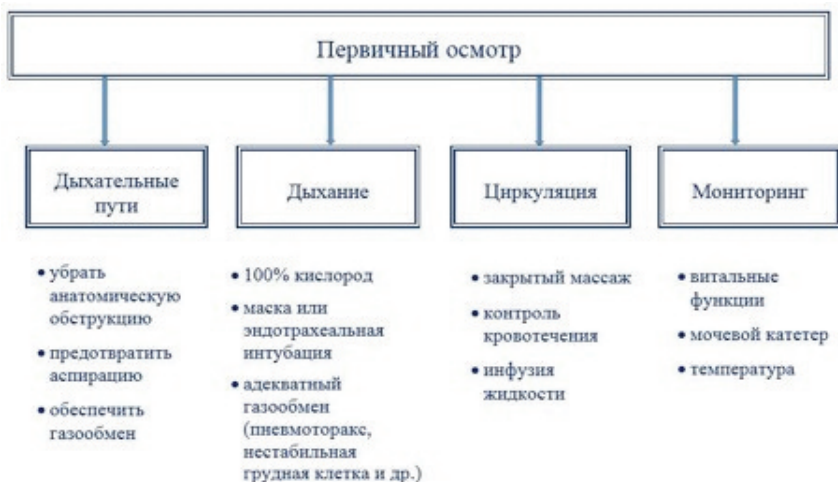 Первичный осмотр
Дыхательные
пути
• убрать
анатомическую
обструкцию
• предотвратить
аспирацию
• обеспечить
газообмен
Дыхание
• 100% кислород
• маска или
эндотрахеальная
интубация
• адекватный
газообмен
(пневмоторакс,
нестабильная
грудная клетка и др.)
Циркуляция
• закрытый массаж
• контроль
кровотечения
• инфузия
жидкости
Мониторинг
• витальные
функции
• мочевой катетер
• температура